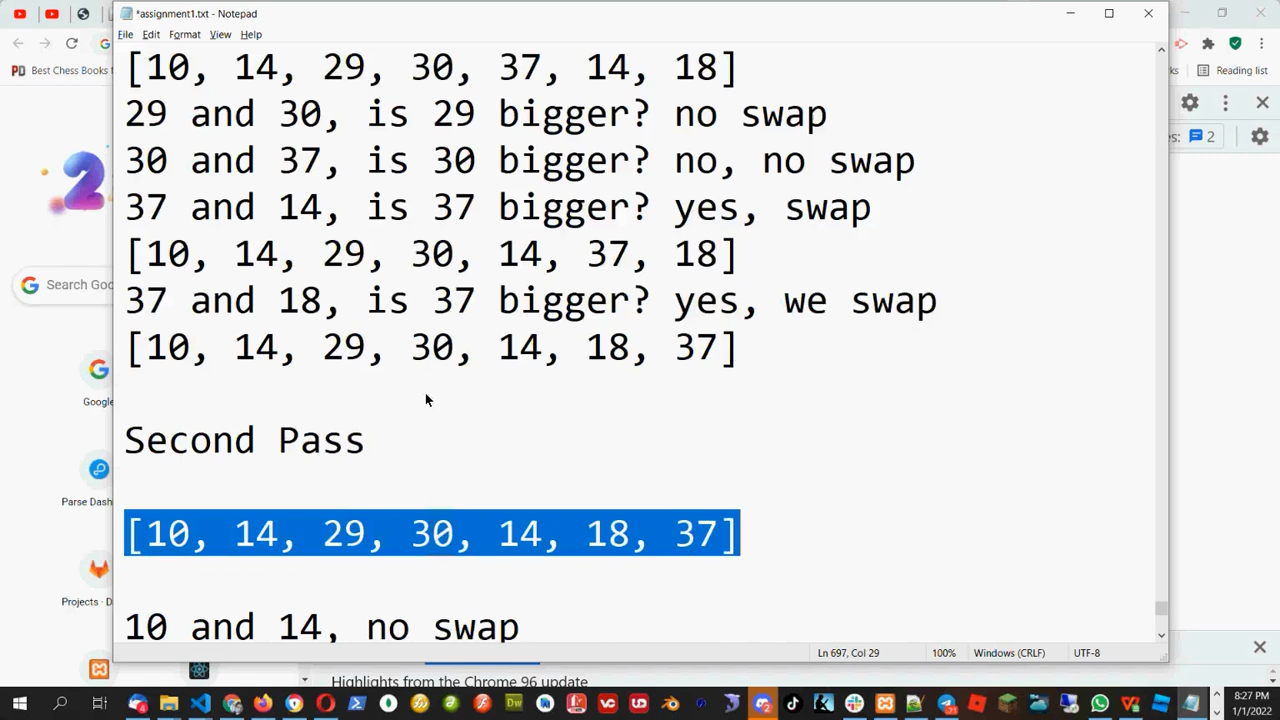 *assignment1.txt - Notepad
File Edit Format View Help
PD Best Chess Books
Reading list
[10, 14, 29, 30, 37, 14, 18]
29 and 30, is 29 bigger? no swap
30 and 37, is 30 bigger? no, no swap
37 and 14, is 37 bigger? yes, swap
[10, 14, 29, 30, 14, 37, 18]
37 and 18, is 37 bigger? yes, we swap
[10, 14, 29, 30, 14, 18, 37]
Second Pass
[10, 14, 29, 30, 14, 18, 37]
10 and 14, no swap
2
2
Search Goo
Google
Parse Dash
Projects · D
Ln 697, Col 29 100% Windows (CRLF) UTF-8
Highlights from the Chrome 96 update
8:27 PM
1/1/2022